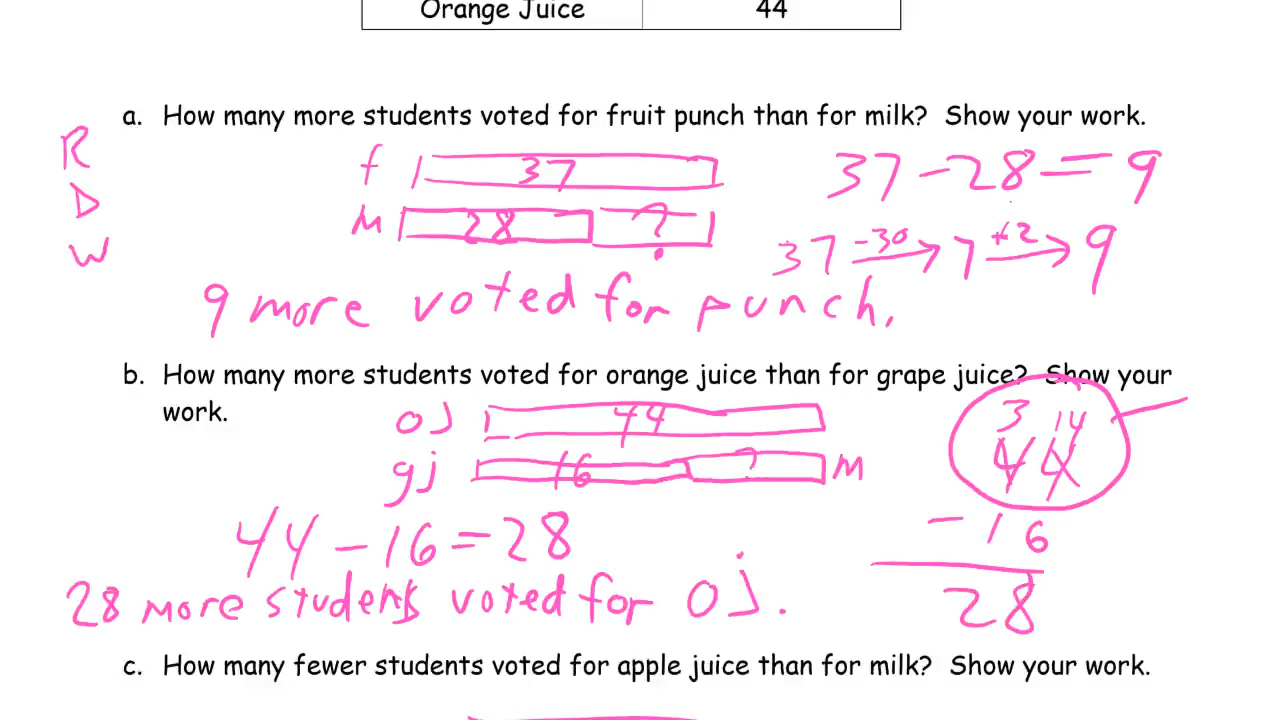 Orange Juice 44
a. How many more students voted for fruit punch than for milk? Show your work.
R
D
W
f 37
M 28 ?
37 - 28 = 9
37 -30→ 7 +2→ 9
9 more voted for punch.
b. How many more students voted for orange juice than for grape juice? Show your
work.
oj 44
gj 16 ? M
3 14
44
- 16
28
44 - 16 = 28
28 more students voted for oj.
c. How many fewer students voted for apple juice than for milk? Show your work.